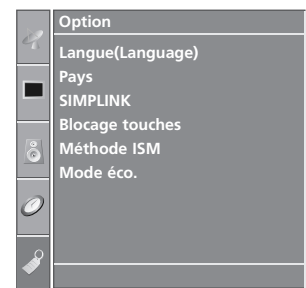 Option
Langue(Language)
Pays
SIMPLINK
Blocage touches
Méthode ISM
Mode éco.